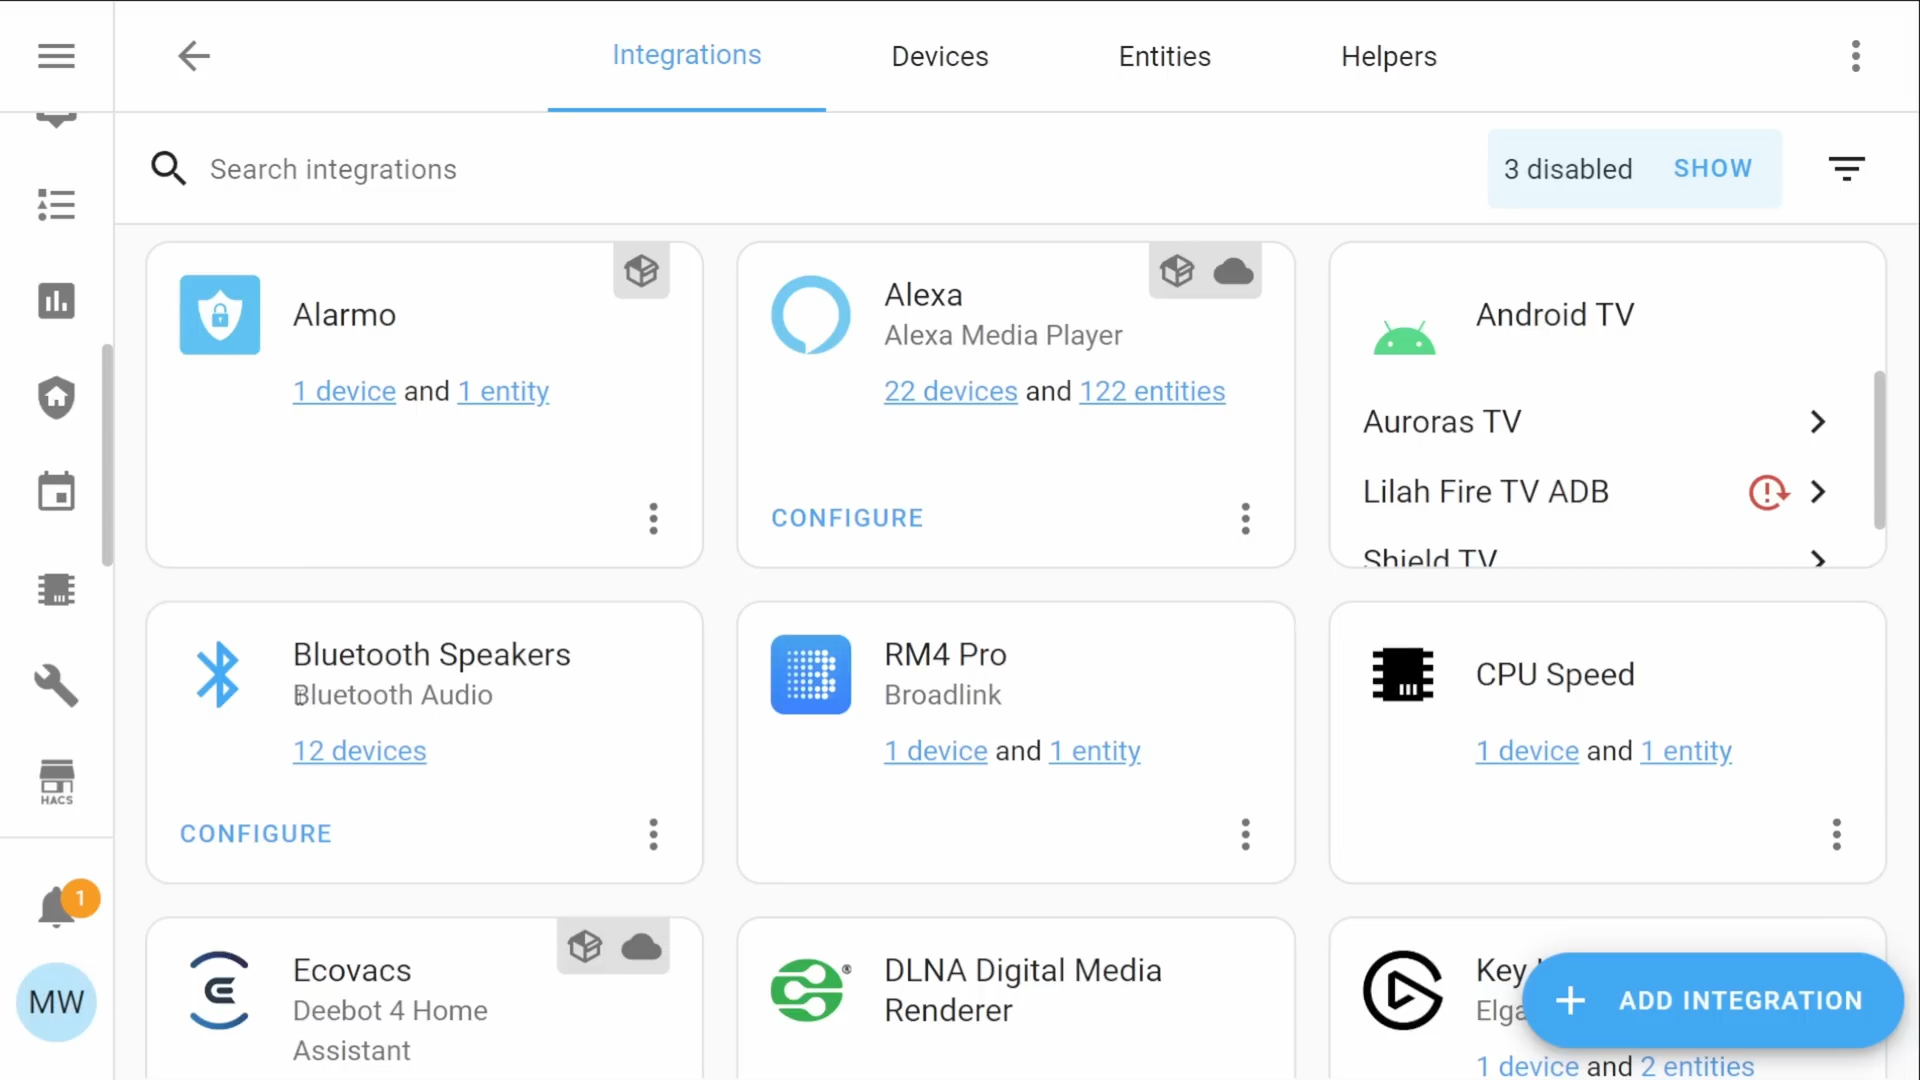 Integrations
Devices
Entities
Helpers
Search integrations
3 disabled SHOW
Alarmo
1 device and 1 entity
Alexa
Alexa Media Player
22 devices and 122 entities
CONFIGURE
Android TV
Auroras TV
Lilah Fire TV ADB
Shield TV
Bluetooth Speakers
Bluetooth Audio
12 devices
CONFIGURE
RM4 Pro
Broadlink
1 device and 1 entity
CPU Speed
1 device and 1 entity
HACS
1
MW
Ecovacs
Deebot 4 Home
Assistant
DLNA Digital Media
Renderer
Key
Elga
1 device and 2 entities
ADD INTEGRATION